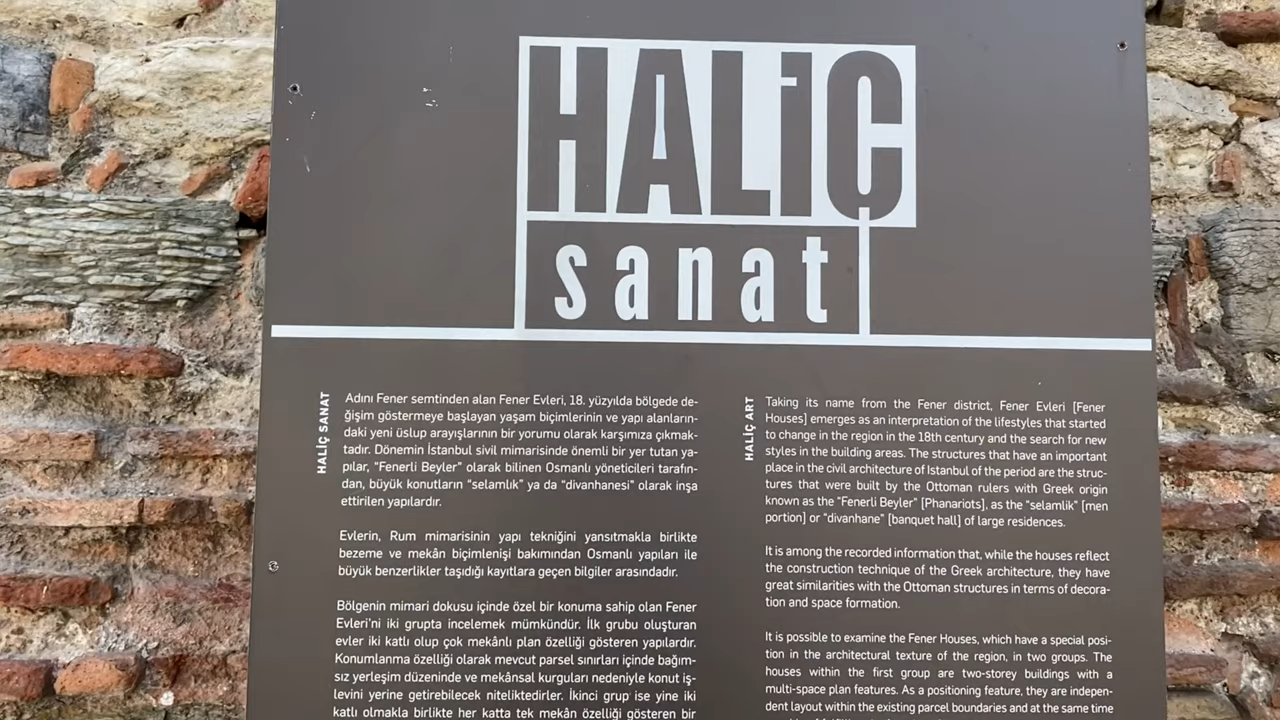 HALİÇ
sanat
HALİÇ SANAT
Adını Fener semtinden alan Fener Evleri, 18. yüzyılda bölgede de-
ğişim göstermeye başlayan yaşam biçimlerinin ve yapı alanların-
daki yeni üslup arayışlarının bir yorumu olarak karşımıza çıkmak-
tadır. Dönemin İstanbul sivil mimarisinde önemli bir yer tutan ya-
pılar, “Fenerli Beyler” olarak bilinen Osmanlı yöneticileri tarafın-
dan, büyük konutların “selamlık” ya da “divanhanesi” olarak inşa
ettirilen yapılardır.
Evlerin, Rum mimarisinin yapı tekniğini yansıtmakla birlikte
bezeme ve mekân biçimlenişi bakımından Osmanlı yapıları ile
büyük benzerlikler taşıdığı kayıtlara geçen bilgiler arasındadır.
Bölgenin mimari dokusu içinde özel bir konuma sahip olan Fener
Evleri’ni iki grupta incelemek mümkündür. İlk grubu oluşturan
evler iki katlı olup çok mekânlı plan özelliği gösteren yapılardır.
Konumlanma özelliği olarak mevcut parsel sınırları içinde bağım-
sız yerleşim düzeninde ve mekânsal kurguları nedeniyle konut iş-
levini yerine getirebilecek niteliktedirler. İkinci grup ise yine iki
katlı olmakla birlikte her katta tek mekân özelliği gösteren bir
HALİÇ ART
Taking its name from the Fener district, Fener Evleri [Fener
Houses] emerges as an interpretation of the lifestyles that started
to change in the region in the 18th century and the search for new
styles in the building areas. The structures that have an important
place in the civil architecture of Istanbul of the period are the struc-
tures that were built by the Ottoman rulers with Greek origin
known as the “Fenerli Beyler” [Phanariots], as the “selamlık” [men
portion] or “divanhane” [banquet hall] of large residences.
It is among the recorded information that, while the houses reflect
the construction technique of the Greek architecture, they have
great similarities with the Ottoman structures in terms of decora-
tion and space formation.
It is possible to examine the Fener Houses, which have a special posi-
tion in the architectural texture of the region, in two groups. The
houses within the first group are two-storey buildings with a
multi-space plan features. As a positioning feature, they are indepen-
dent layout within the existing parcel boundaries and at the same time